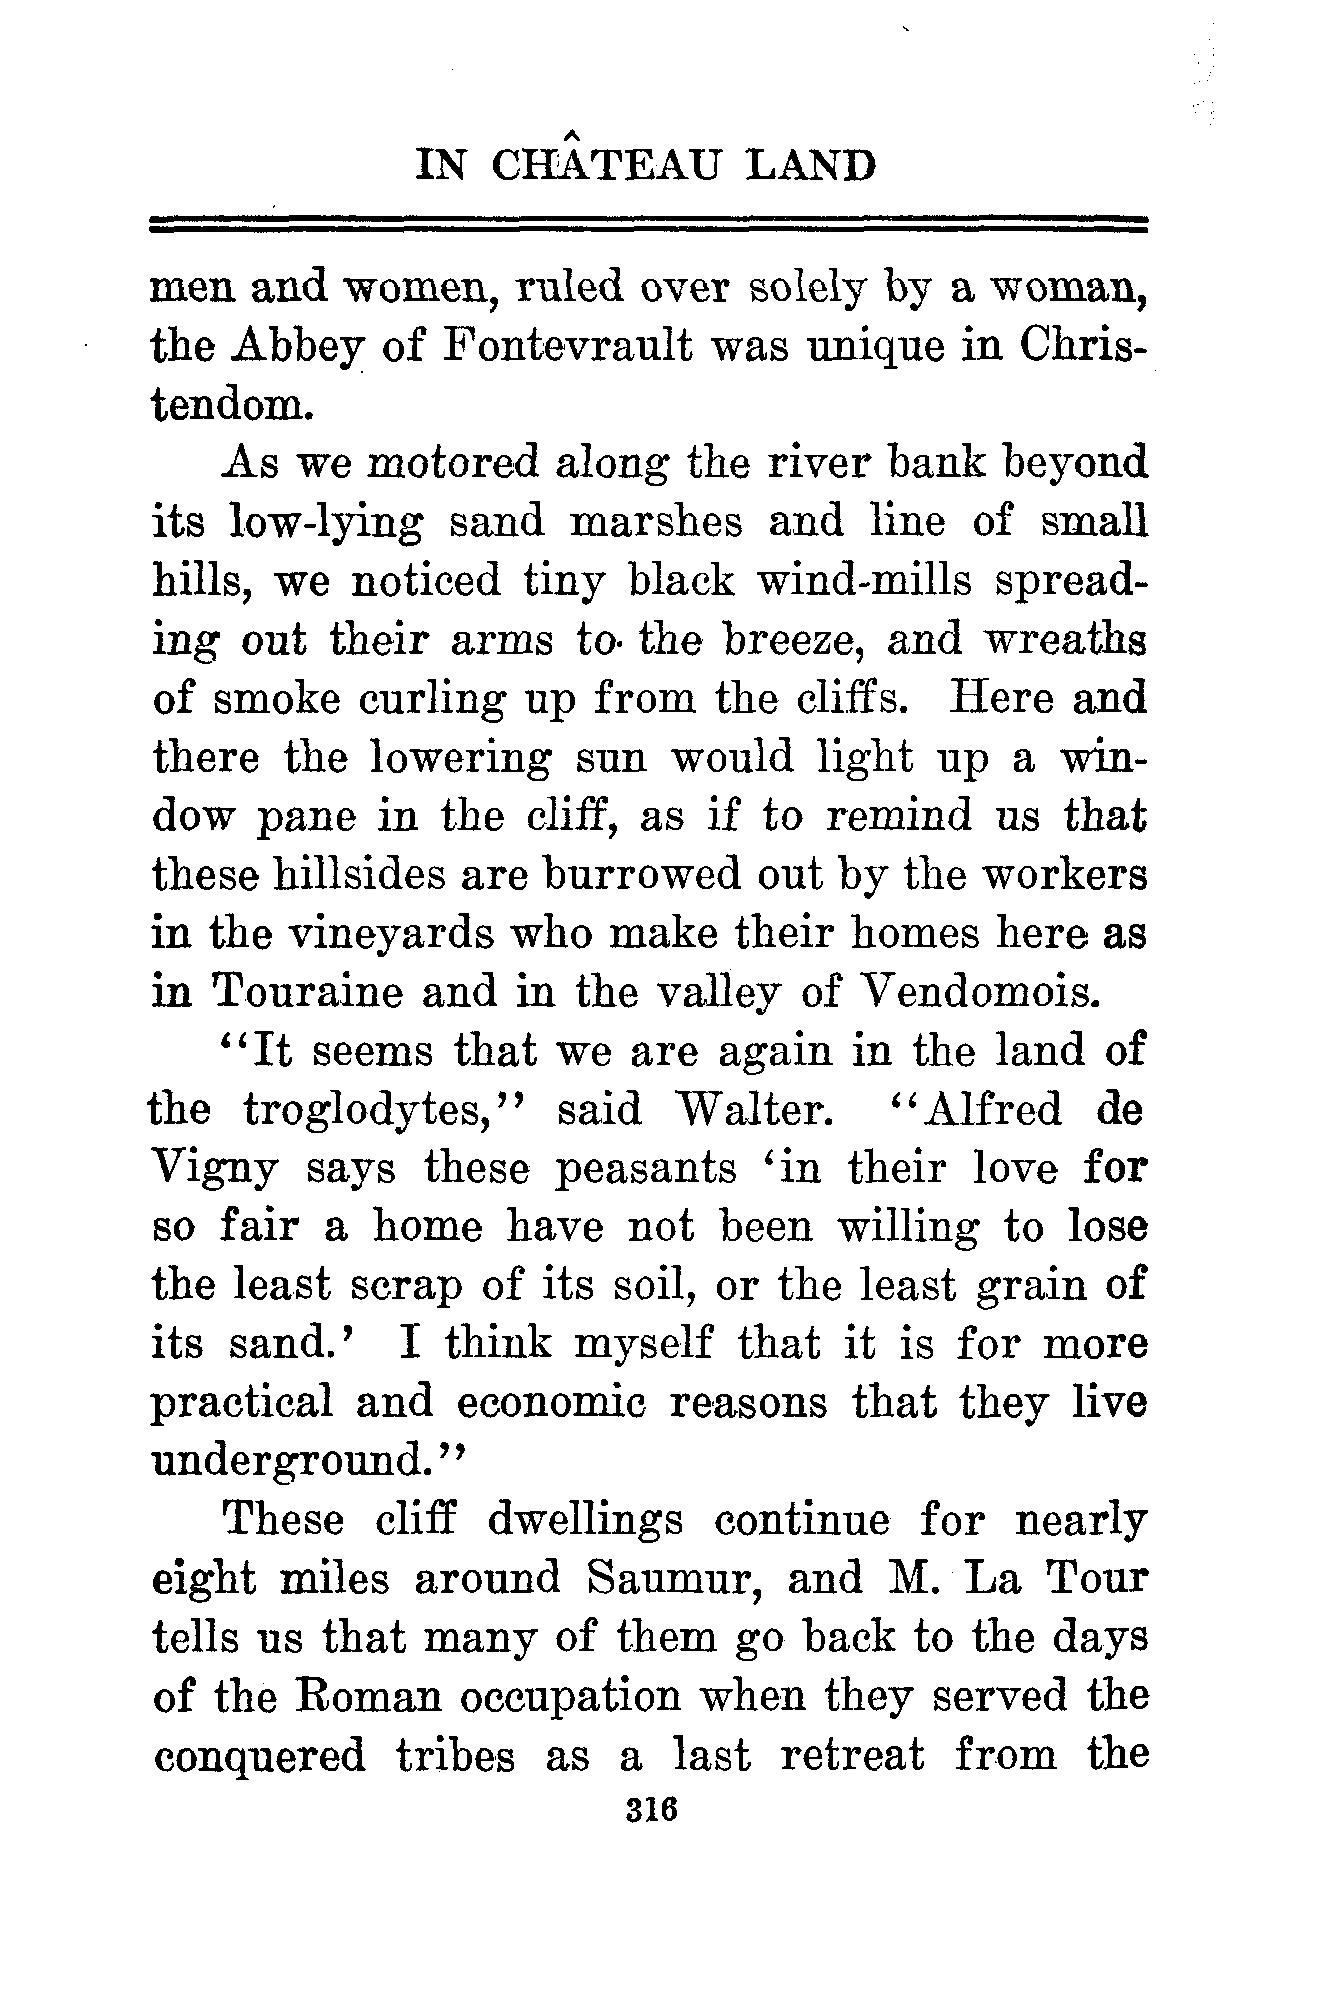 IN CHÂTEAU LAND
men and women, ruled over solely by a woman,
the Abbey of Fontevrault was unique in Chris-
tendom.
As we motored along the river bank beyond
its low-lying sand marshes and line of small
hills, we noticed tiny black wind-mills spread-
ing out their arms to the breeze, and wreaths
of smoke curling up from the cliffs. Here and
there the lowering sun would light up a win-
dow pane in the cliff, as if to remind us that
these hillsides are burrowed out by the workers
in the vineyards who make their homes here as
in Touraine and in the valley of Vendomois.
“It seems that we are again in the land of
the troglodytes,” said Walter. “Alfred de
Vigny says these peasants ‘in their love for
so fair a home have not been willing to lose
the least scrap of its soil, or the least grain of
its sand.’ I think myself that it is for more
practical and economic reasons that they live
underground.”
These cliff dwellings continue for nearly
eight miles around Saumur, and M. La Tour
tells us that many of them go back to the days
of the Roman occupation when they served the
conquered tribes as a last retreat from the
316